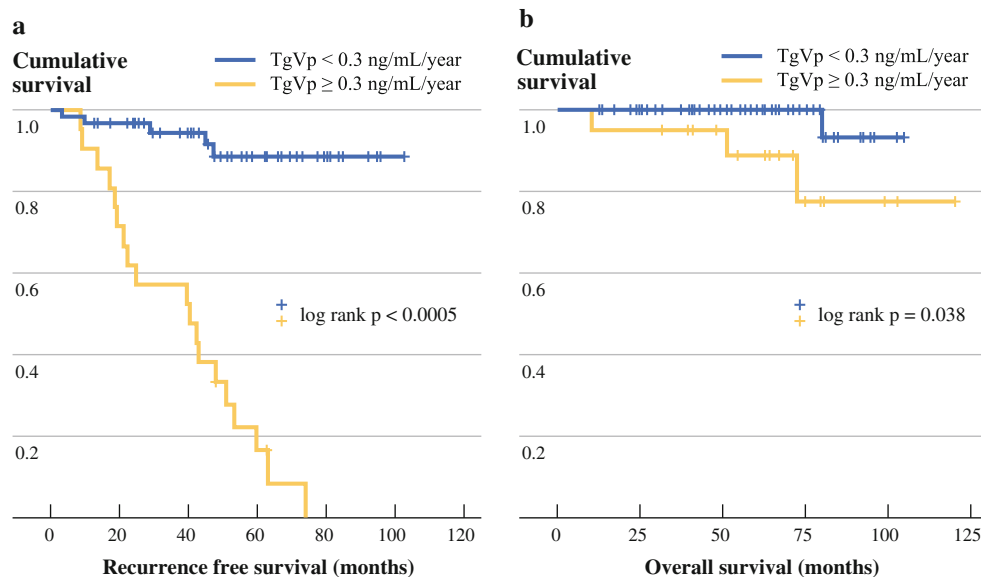 a
Cumulative
survival
TgVp < 0.3 ng/mL/year
TgVp ≥ 0.3 ng/mL/year
1.0
0.8
0.6
0.4
0.2
log rank p < 0.0005
0 20 40 60 80 100 120
Recurrence free survival (months)
b
Cumulative
survival
TgVp < 0.3 ng/mL/year
TgVp ≥ 0.3 ng/mL/year
1.0
0.8
0.6
0.4
0.2
log rank p = 0.038
0 25 50 75 100 125
Overall survival (months)